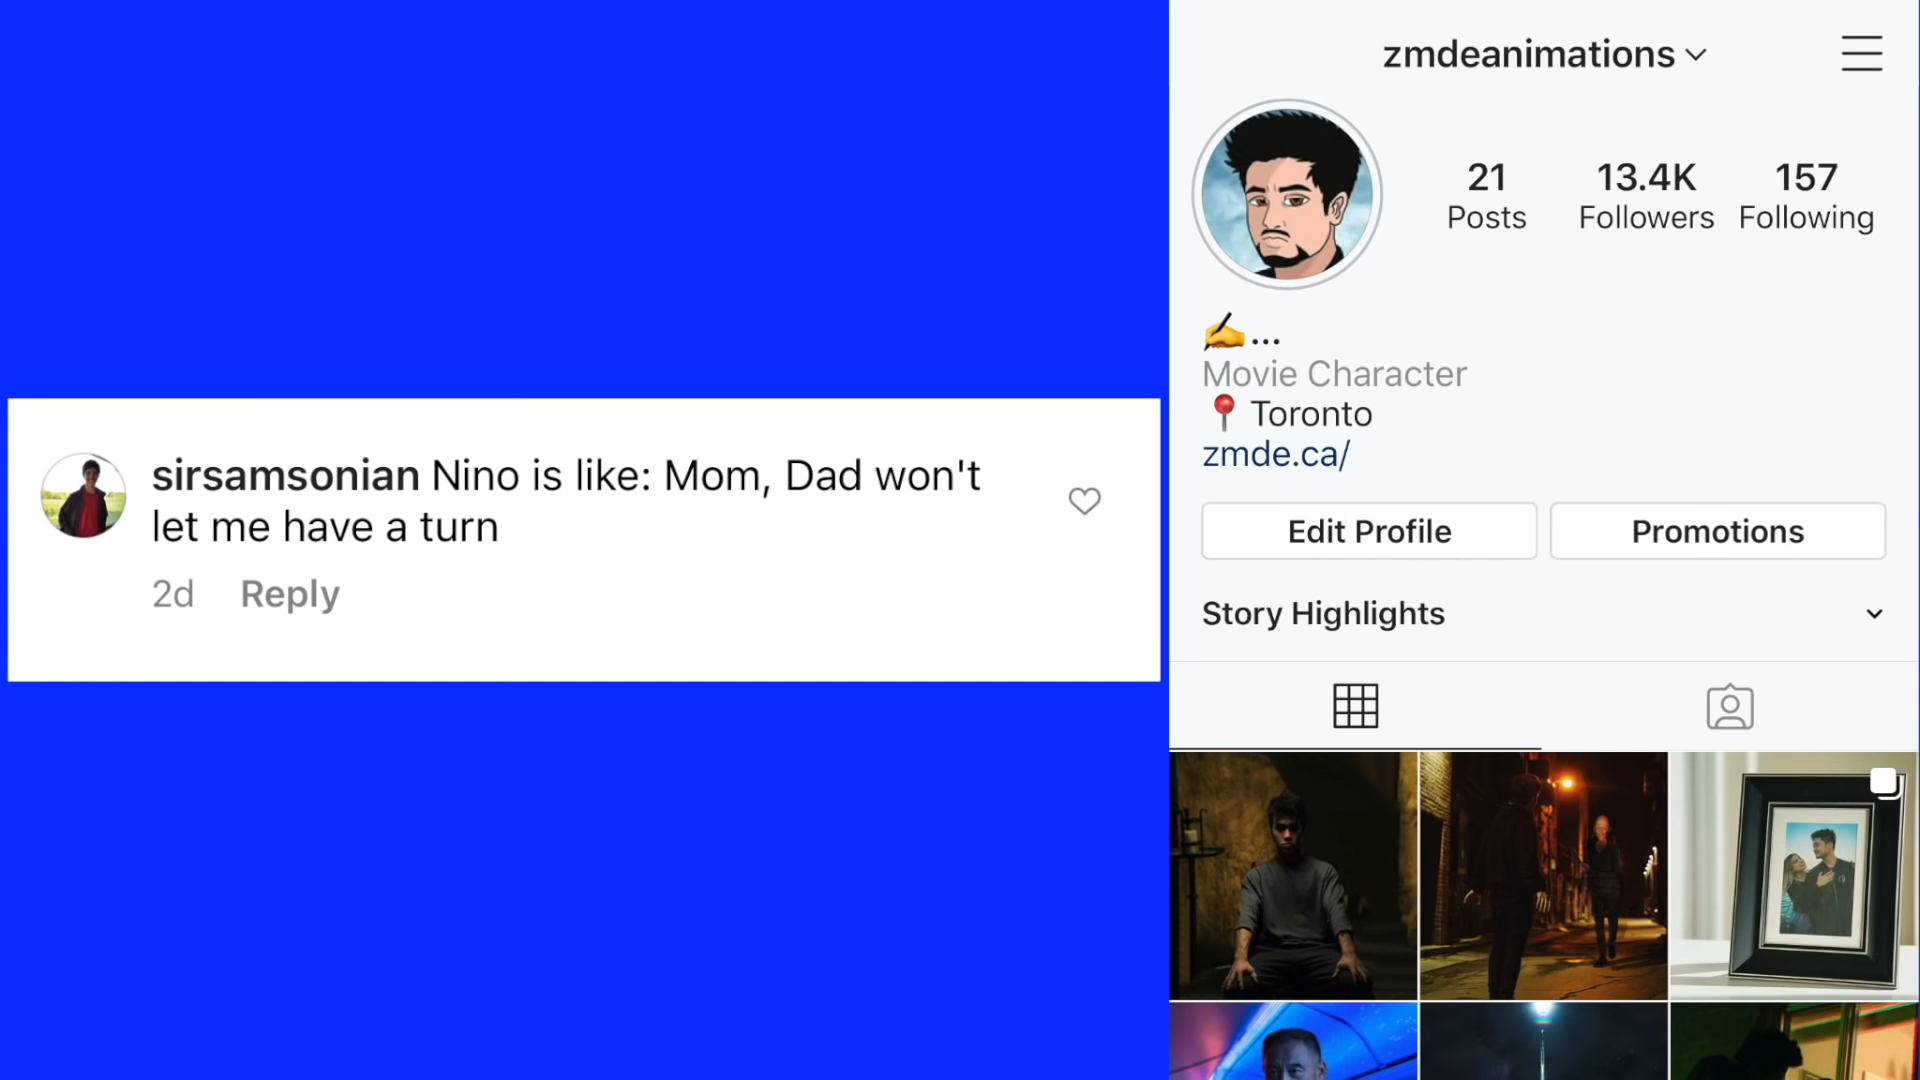 sirsamsonian Nino is like: Mom, Dad won't
let me have a turn
2d Reply
zmdeanimations
21 13.4K 157
Posts Followers Following
✍️...
Movie Character
📍 Toronto
zmde.ca/
Edit Profile Promotions
Story Highlights